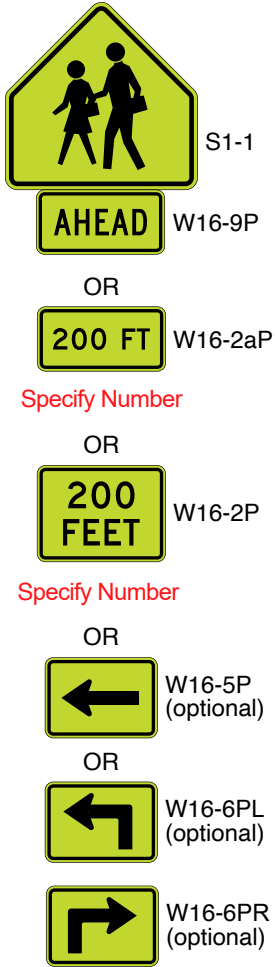 S1-1
AHEAD W16-9P
OR
200 FT W16-2aP
Specify Number
OR
200
FEET
W16-2P
Specify Number
OR
W16-5P
(optional)
OR
W16-6PL
(optional)
W16-6PR
(optional)